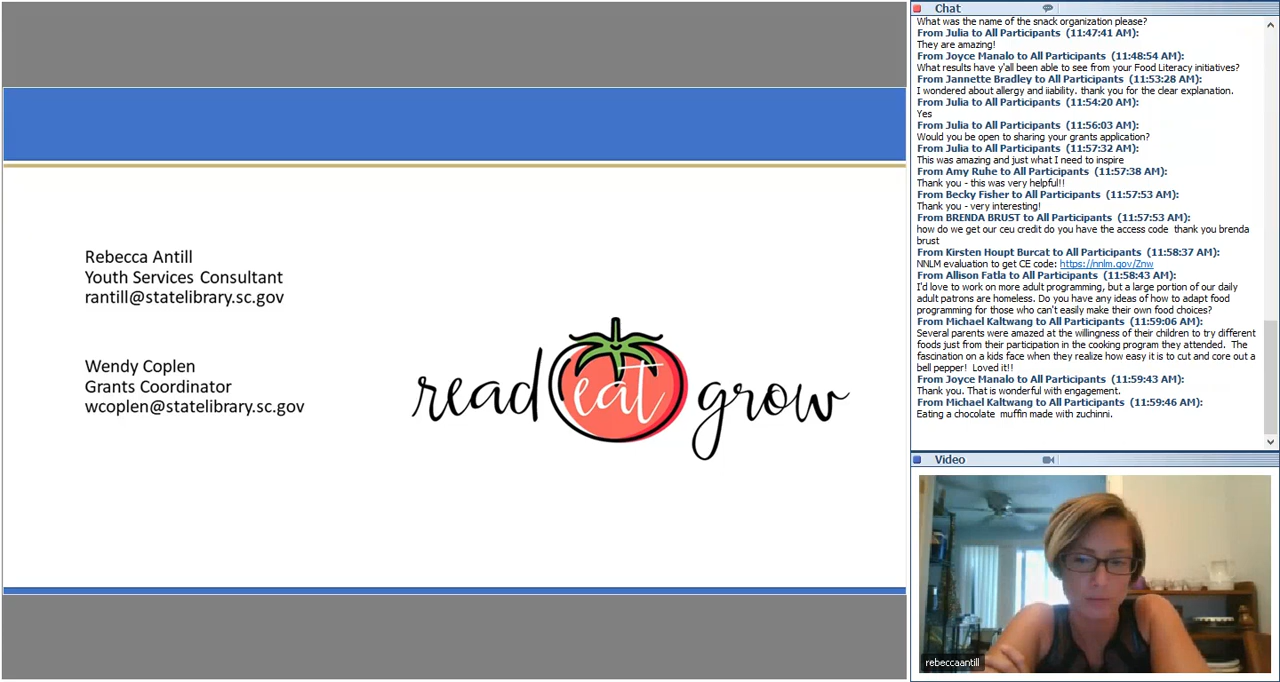 Rebecca Antill
Youth Services Consultant
rantill@statelibrary.sc.gov
Wendy Coplen
Grants Coordinator
wcoplen@statelibrary.sc.gov
read eat grow
Chat
What was the name of the snack organization please?
From Julia to All Participants (11:47:41 AM):
They are amazing!
From Joyce Manalo to All Participants (11:48:54 AM):
What results have y'all been able to see from your Food Literacy initiatives?
From Jannette Bradley to All Participants (11:53:28 AM):
I wondered about allergy and iiability. thank you for the clear explanation.
From Julia to All Participants (11:54:20 AM):
Yes
From Julia to All Participants (11:56:03 AM):
Would you be open to sharing your grants application?
From Julia to All Participants (11:57:32 AM):
This was amazing and just what I need to inspire
From Amy Ruhe to All Participants (11:57:38 AM):
Thank you - this was very helpful!!
From Becky Fisher to All Participants (11:57:53 AM):
Thank you - very interesting!
From BRENDA BRUST to All Participants (11:57:53 AM):
how do we get our ceu credit do you have the access code thank you brenda
brust
From Kirsten Houpt Burcat to All Participants (11:58:37 AM):
NNLM evaluation to get CE code: https://nnlm.gov/Znw
From Allison Fatla to All Participants (11:58:43 AM):
I'd love to work on more adult programming, but a large portion of our daily
adult patrons are homeless. Do you have any ideas of how to adapt food
programming for those who can't easily make their own food choices?
From Michael Kaltwang to All Participants (11:59:06 AM):
Several parents were amazed at the willingness of their children to try different
foods just from their participation in the cooking program they attended. The
fascination on a kids face when they realize how easy it is to cut and core out a
bell pepper! Loved it!!
From Joyce Manalo to All Participants (11:59:43 AM):
Thank you. That is wonderful with engagement.
From Michael Kaltwang to All Participants (11:59:46 AM):
Eating a chocolate muffin made with zuchinni.
Video
rebeccaantill